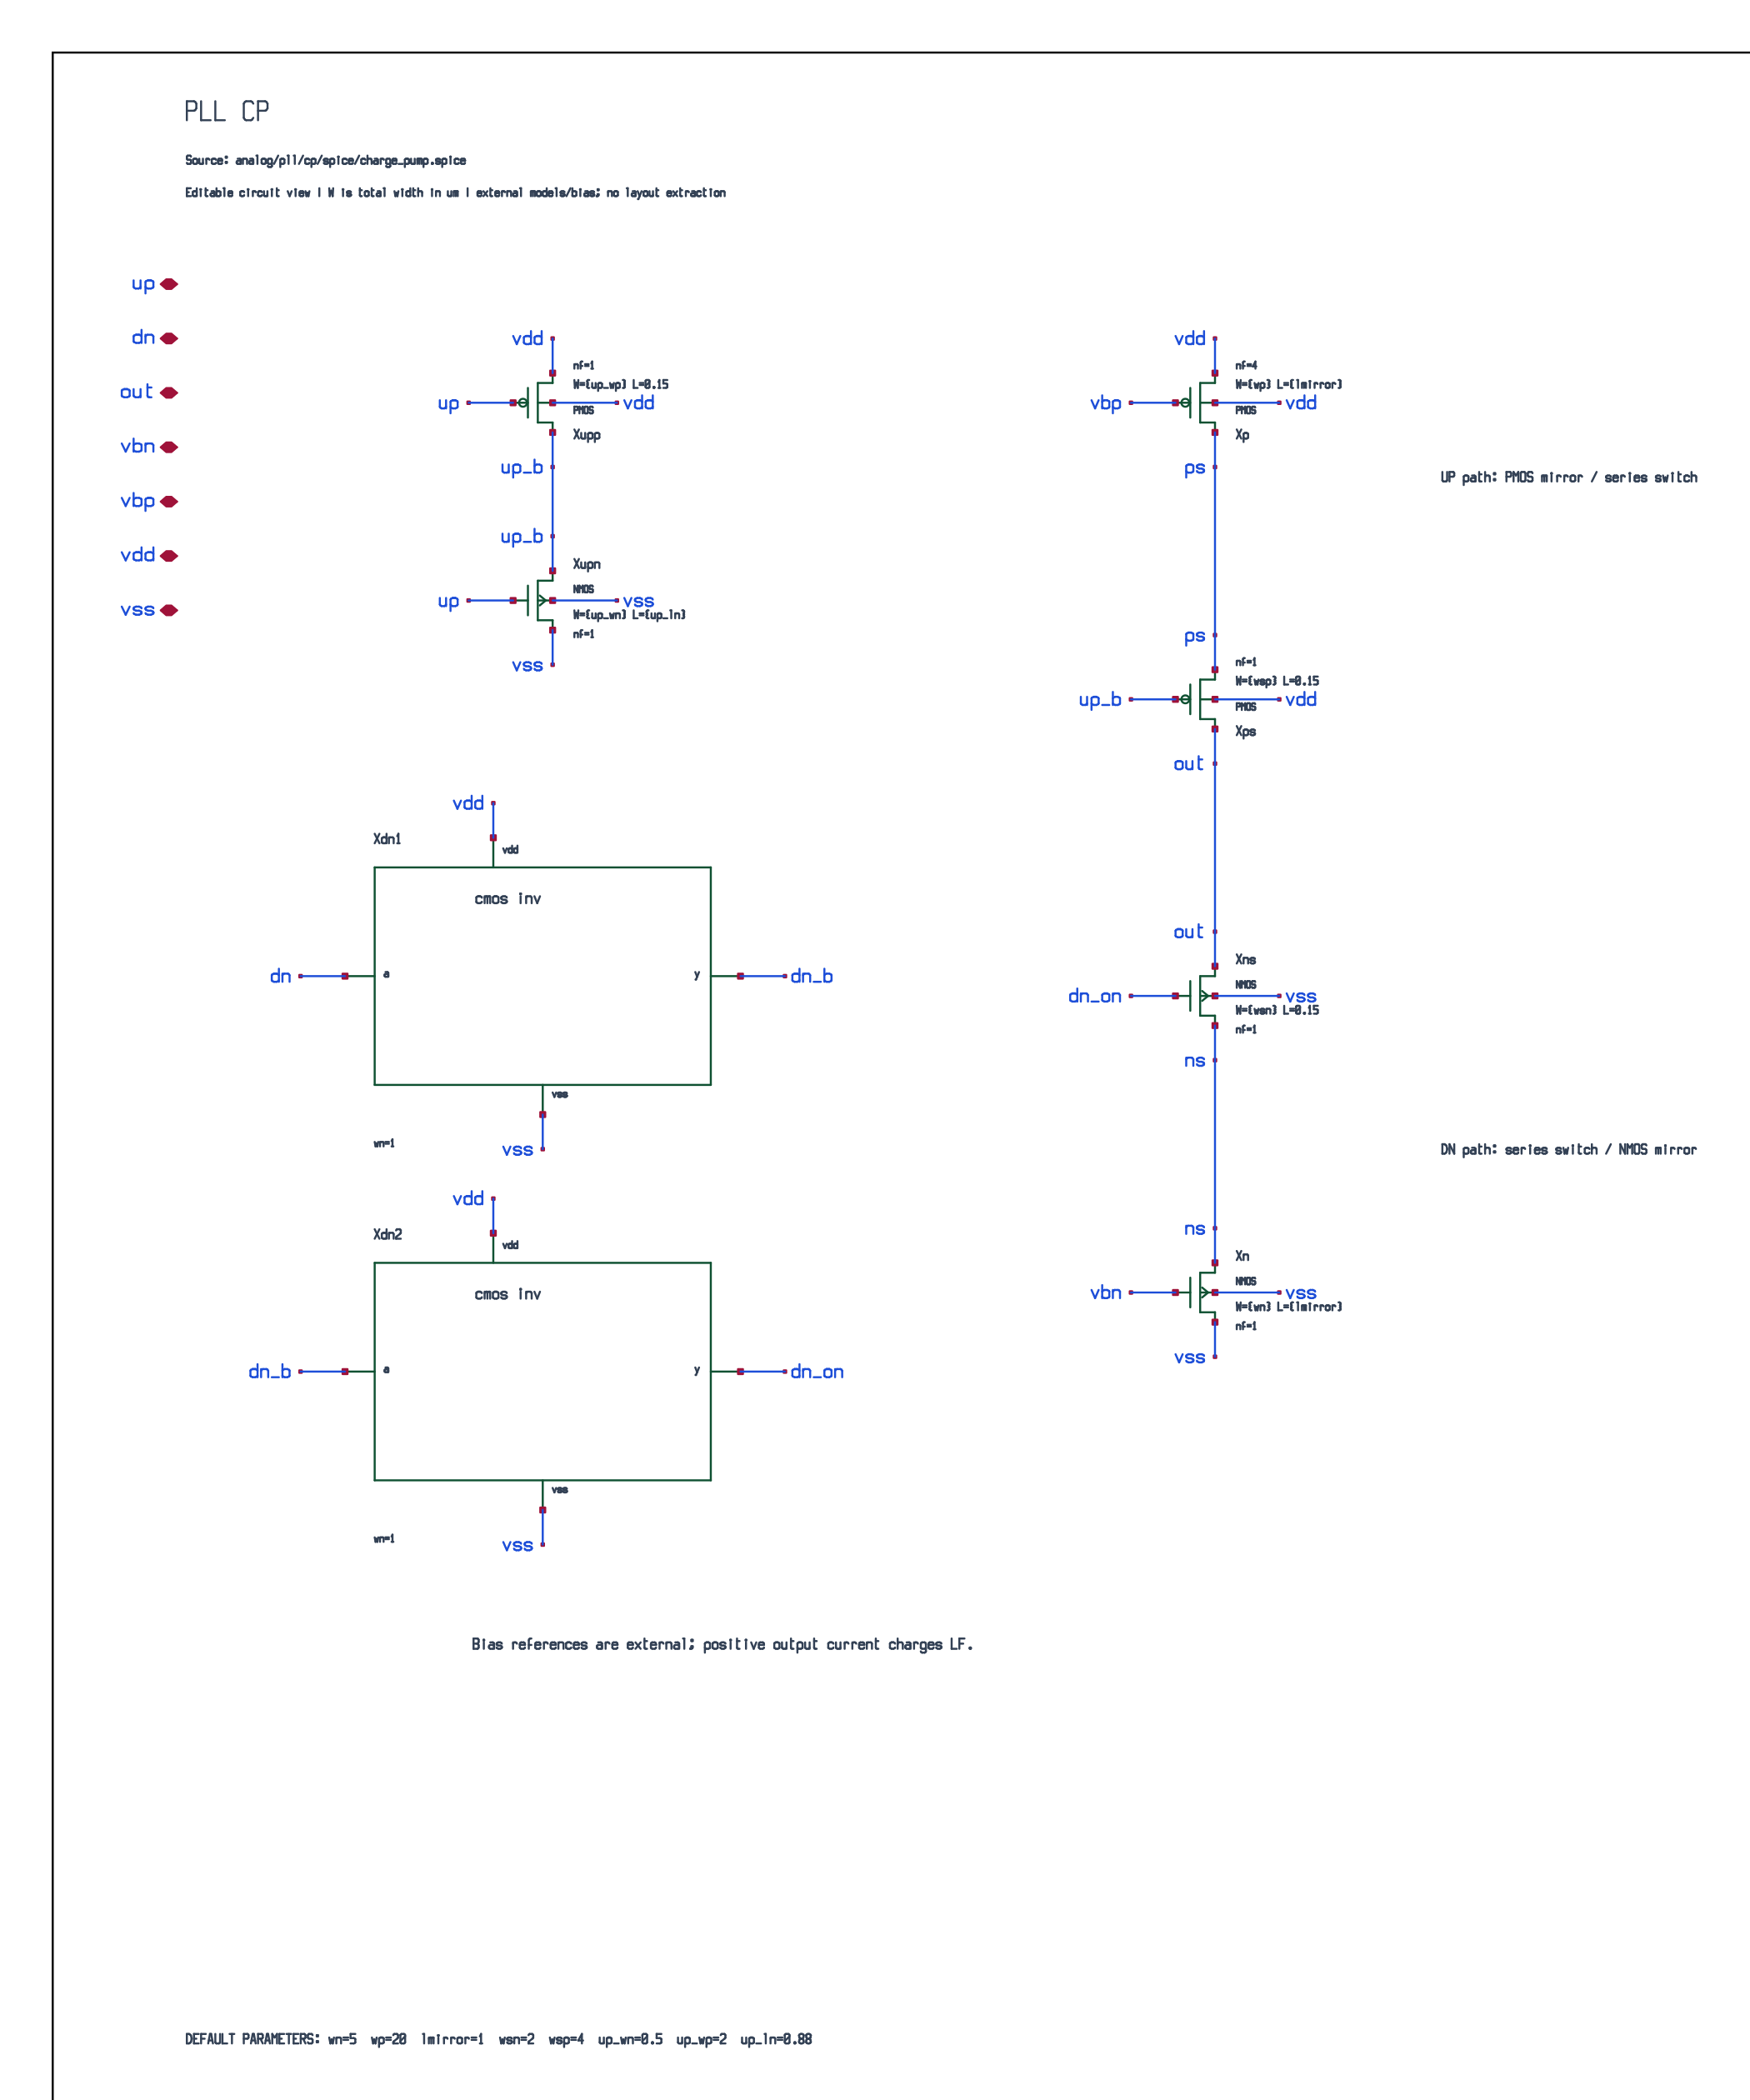 PLL CP
Source: analog/pll/cp/spice/charge_pump.spice
Editable circuit view | W is total width in um | external models/bias; no layout extraction
up
dn
out
vbn
vbp
vdd
vss
vdd
nf=1
W={up_wp} L=0.15
up
vdd
PMOS
Xupp
up_b
up_b
Xupn
NMOS
up
vss
W={up_wn} L={up_ln}
nf=1
vss
vdd
Xdn1
vdd
cmos inv
dn
a
y
dn_b
vss
wn=1
vss
vdd
Xdn2
vdd
cmos inv
dn_b
a
y
dn_on
vss
wn=1
vss
vdd
nf=4
W={wp} L={lmirror}
vbp
vdd
PMOS
Xp
ps
UP path: PMOS mirror / series switch
ps
nf=1
W={wsp} L=0.15
up_b
vdd
PMOS
Xps
out
out
Xns
NMOS
dn_on
vss
W={wsn} L=0.15
nf=1
ns
DN path: series switch / NMOS mirror
ns
Xn
NMOS
vbn
vss
W={wn} L={lmirror}
nf=1
vss
Bias references are external; positive output current charges LF.
DEFAULT PARAMETERS: wn=5 wp=20 lmirror=1 wsn=2 wsp=4 up_wn=0.5 up_wp=2 up_ln=0.88